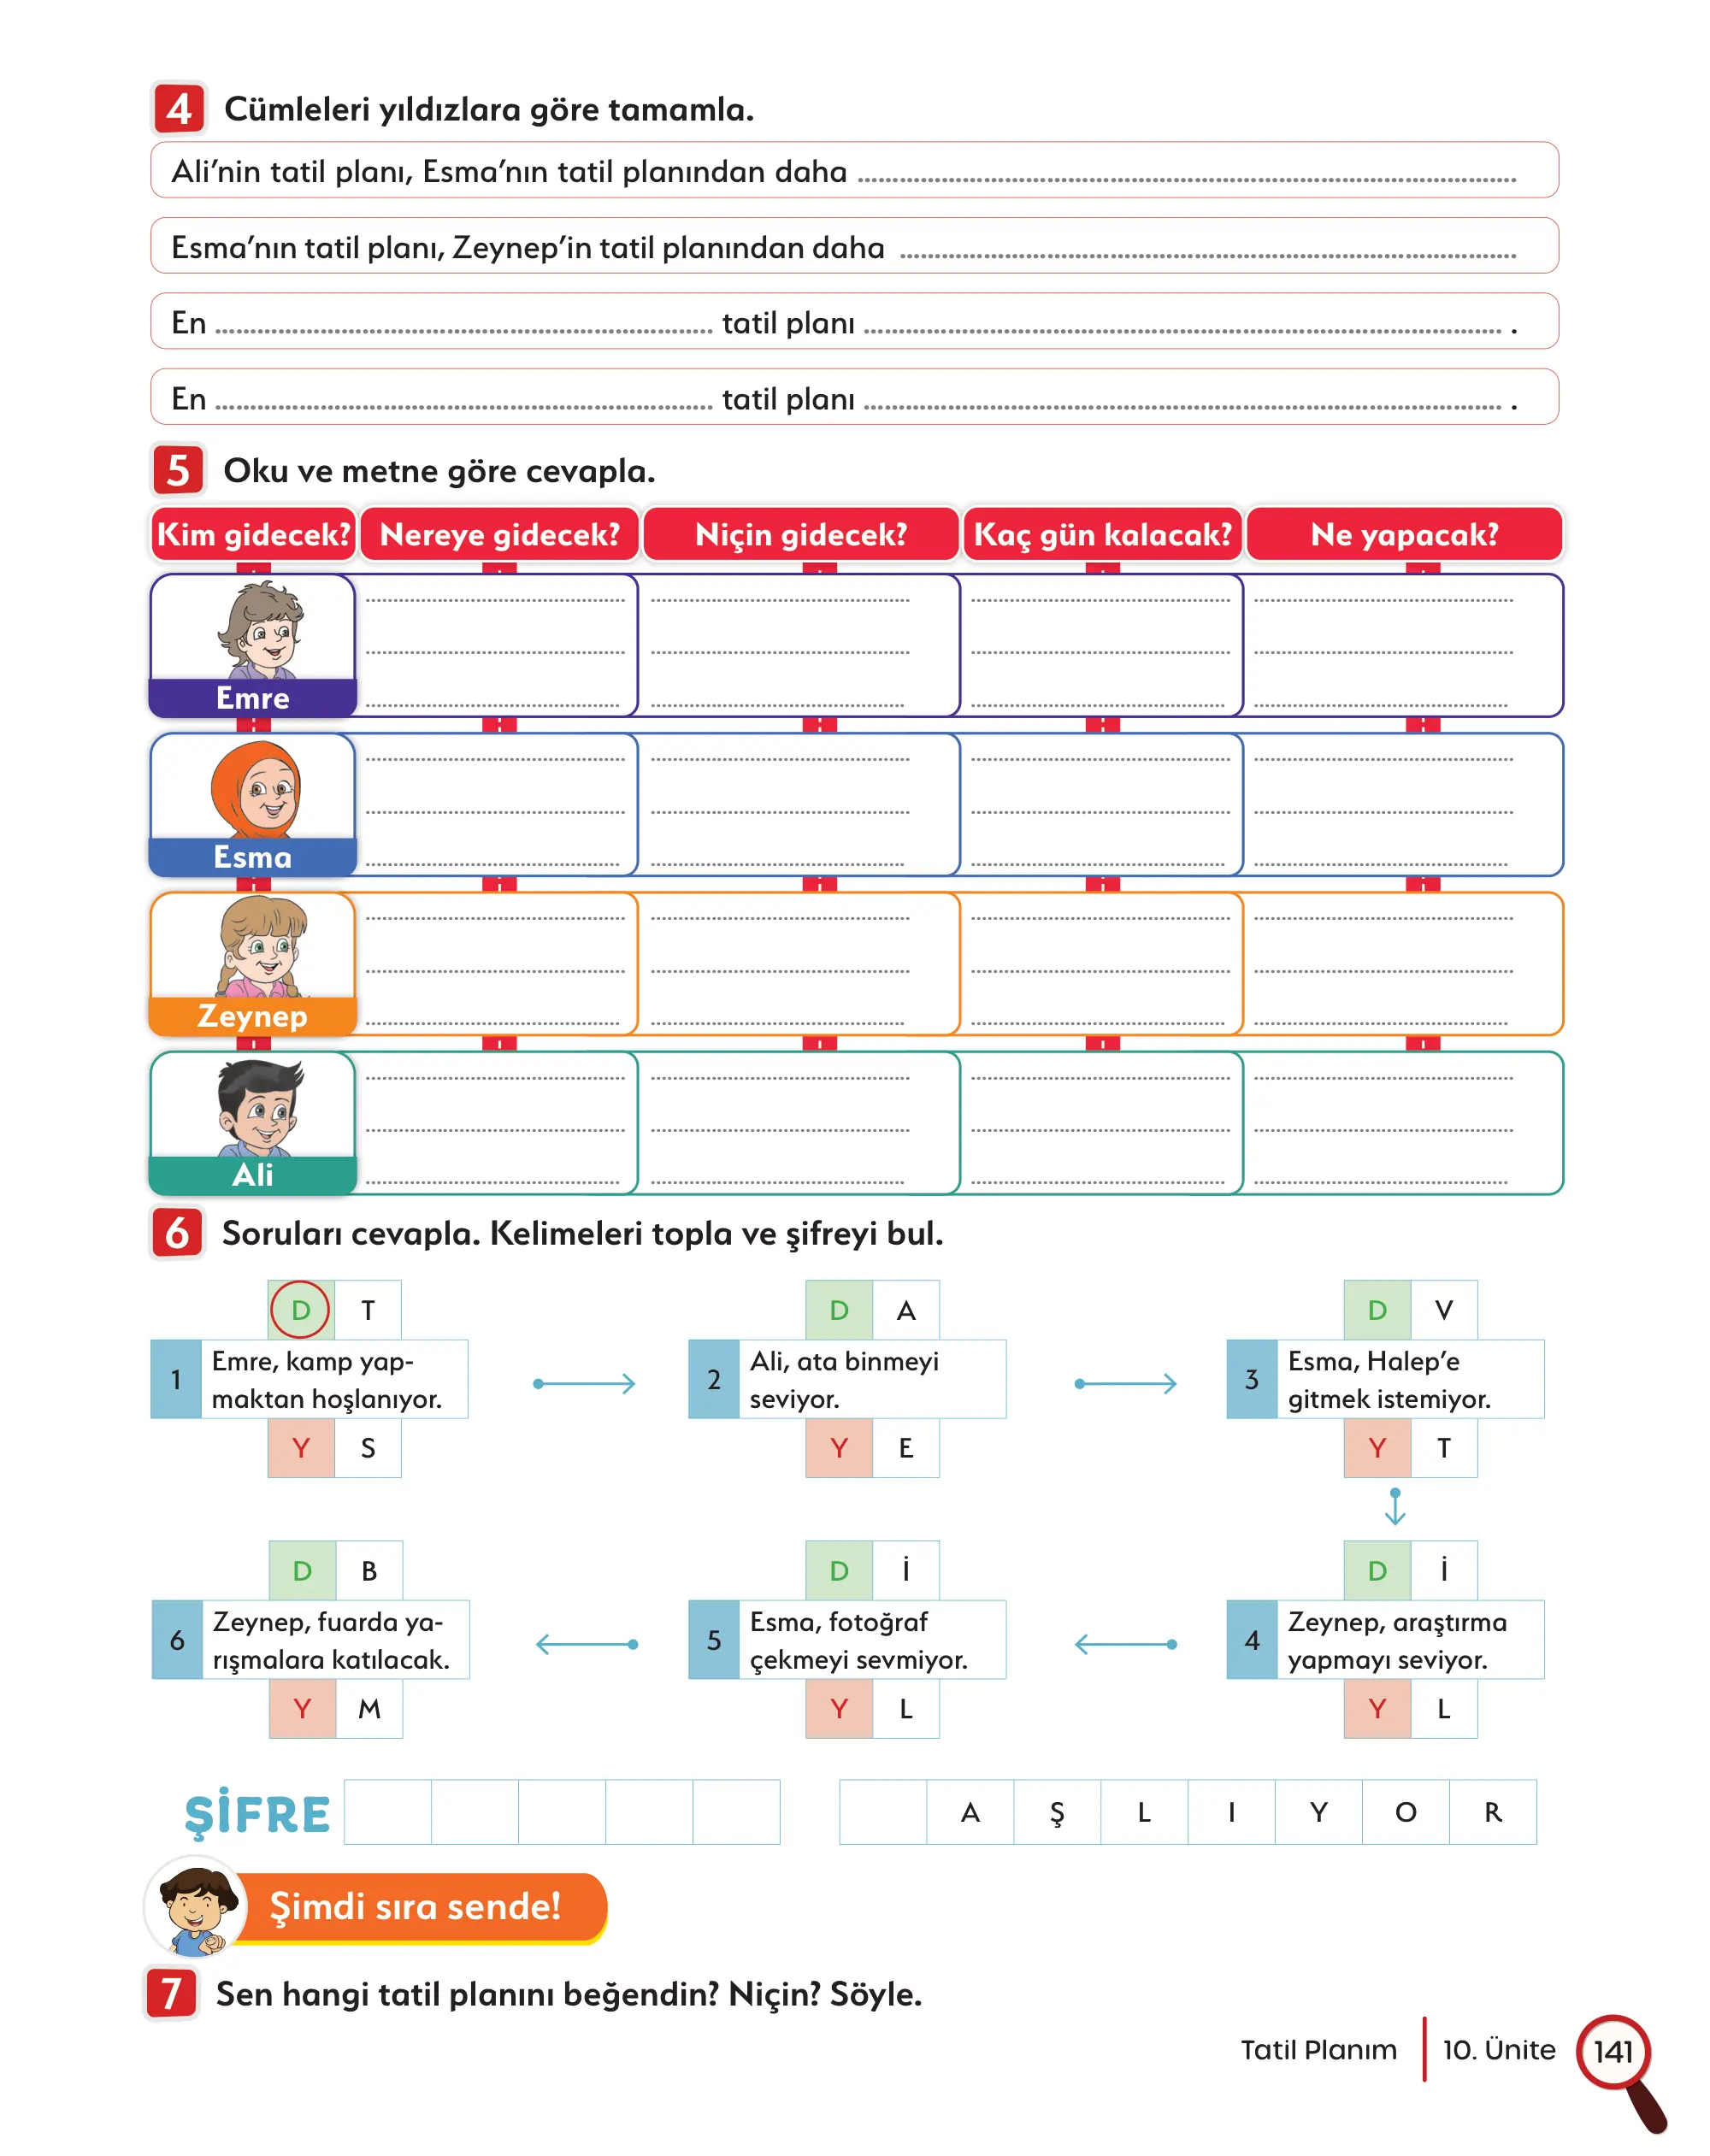 4 Cümleleri yıldızlara göre tamamla.
Ali’nin tatil planı, Esma’nın tatil planından daha ........................................
Esma’nın tatil planı, Zeynep’in tatil planından daha ........................................
En ........................................ tatil planı ........................................ .
En ........................................ tatil planı ........................................ .
5 Oku ve metne göre cevapla.
Kim gidecek? Nereye gidecek? Niçin gidecek? Kaç gün kalacak? Ne yapacak?
Emre
Esma
Zeynep
Ali
6 Soruları cevapla. Kelimeleri topla ve şifreyi bul.
D T
1 Emre, kamp yap-
maktan hoşlanıyor.
Y S
D A
2 Ali, ata binmeyi
seviyor.
Y E
D V
3 Esma, Halep’e
gitmek istemiyor.
Y T
D İ
4 Zeynep, araştırma
yapmayı seviyor.
Y L
D İ
5 Esma, fotoğraf
çekmeyi sevmiyor.
Y L
D B
6 Zeynep, fuarda ya-
rışmalara katılacak.
Y M
ŞİFRE A Ş L I Y O R
Şimdi sıra sende!
7 Sen hangi tatil planını beğendin? Niçin? Söyle.
Tatil Planım 10. Ünite 141